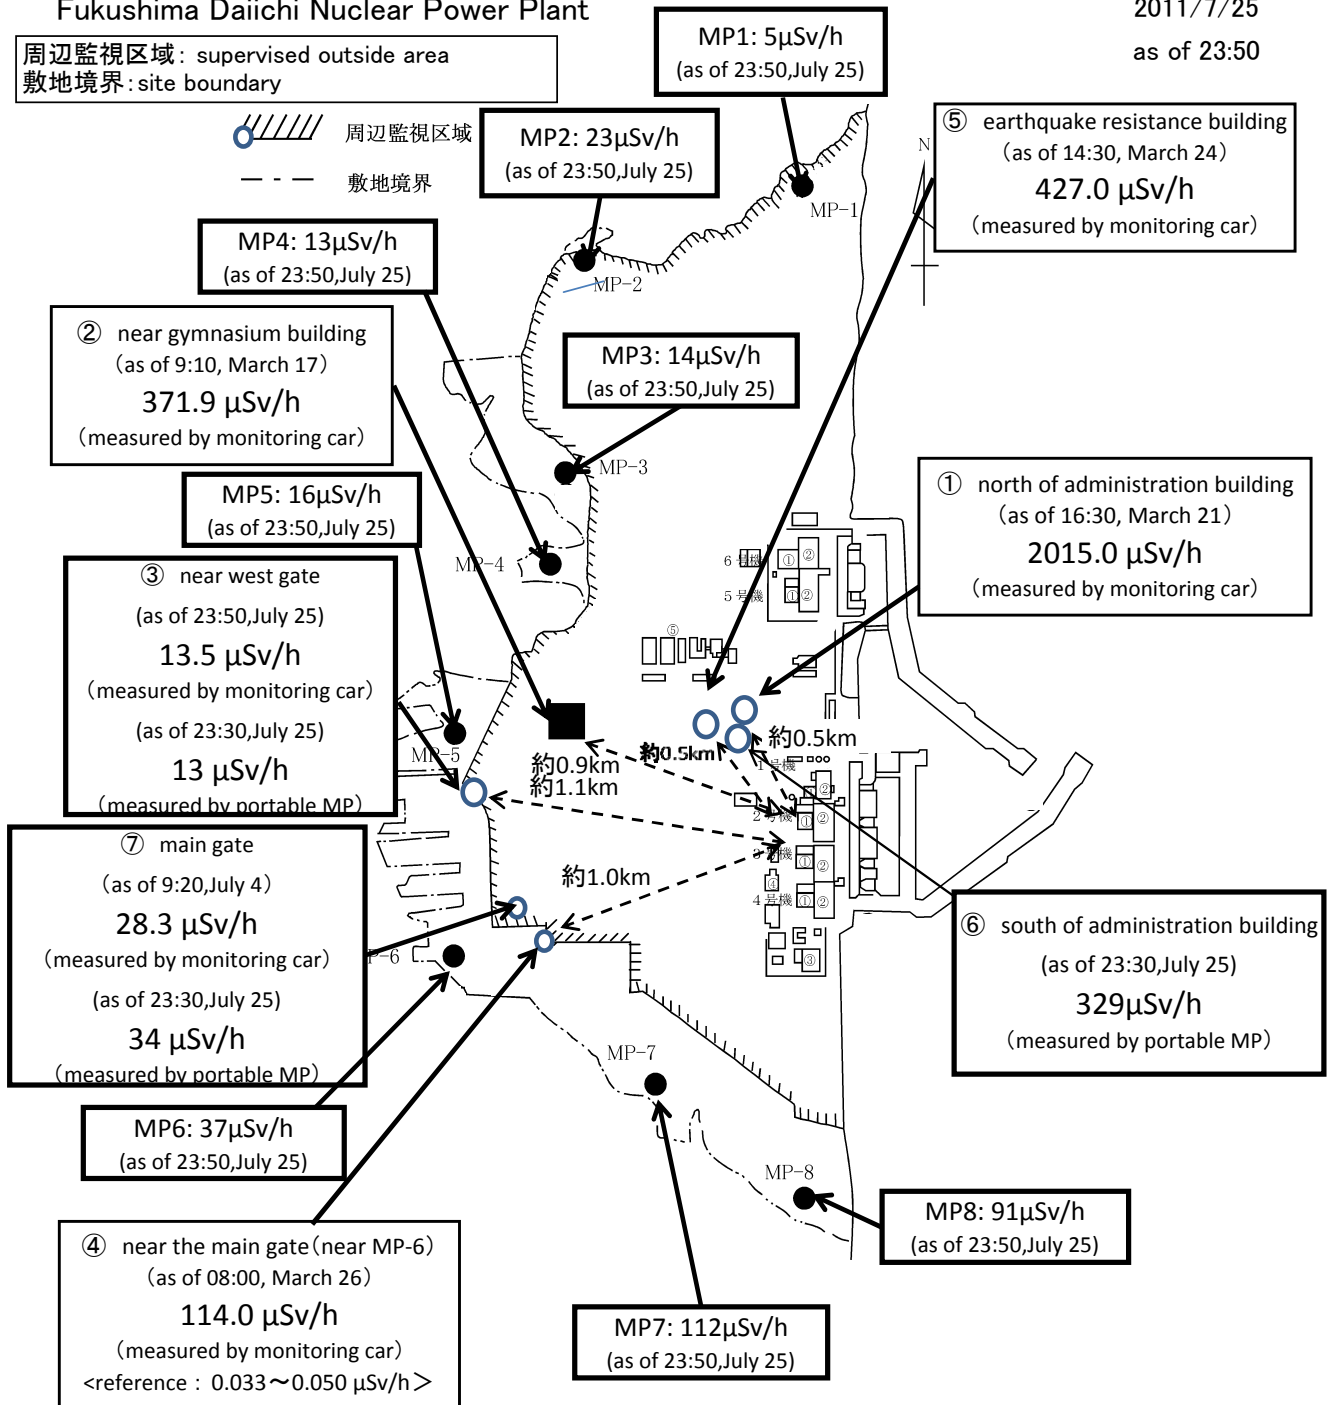 Fukushima Daiichi Nuclear Power Plant
2011/7/25
as of 23:50
周辺監視区域: supervised outside area
敷地境界:site boundary
周辺監視区域
敷地境界
MP1: 5μSv/h
(as of 23:50,July 25)
MP2: 23μSv/h
(as of 23:50,July 25)
⑤ earthquake resistance building
(as of 14:30, March 24)
427.0 μSv/h
(measured by monitoring car)
N
MP-1
MP4: 13μSv/h
(as of 23:50,July 25)
MP-2
② near gymnasium building
(as of 9:10, March 17)
371.9 μSv/h
(measured by monitoring car)
MP3: 14μSv/h
(as of 23:50,July 25)
MP-3
MP5: 16μSv/h
(as of 23:50,July 25)
① north of administration building
(as of 16:30, March 21)
2015.0 μSv/h
(measured by monitoring car)
MP-4
6号機
①
②
5号機
①
②
③ near west gate
(as of 23:50,July 25)
13.5 μSv/h
(measured by monitoring car)
(as of 23:30,July 25)
13 μSv/h
(measured by portable MP)
⑤
MP-5
約0.9km
約1.1km
約0.5km
約0.5km
1号機
②
2号機
①
②
3号機
①
②
④
4号機
①
②
③
約1.0km
⑦ main gate
(as of 9:20,July 4)
28.3 μSv/h
(measured by monitoring car)
(as of 23:30,July 25)
34 μSv/h
(measured by portable MP)
P-6
⑥ south of administration building
(as of 23:30,July 25)
329μSv/h
(measured by portable MP)
MP-7
MP6: 37μSv/h
(as of 23:50,July 25)
MP-8
MP8: 91μSv/h
(as of 23:50,July 25)
④ near the main gate(near MP-6)
(as of 08:00, March 26)
114.0 μSv/h
(measured by monitoring car)
<reference : 0.033～0.050 μSv/h>
MP7: 112μSv/h
(as of 23:50,July 25)